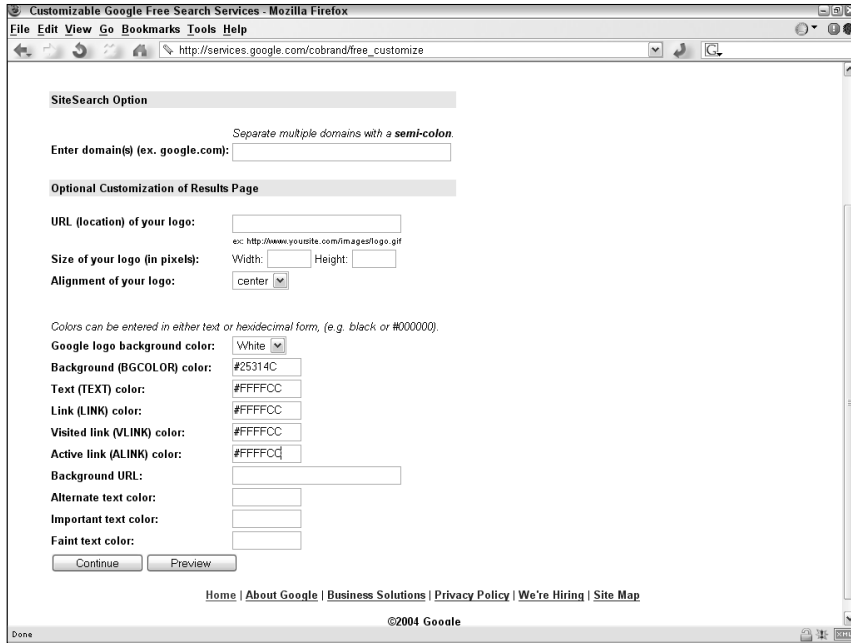 Customizable Google Free Search Services - Mozilla Firefox
File Edit View Go Bookmarks Tools Help
http://services.google.com/cobrand/free_customize
G
SiteSearch Option
Separate multiple domains with a semi-colon.
Enter domain(s) (ex. google.com):
Optional Customization of Results Page
URL (location) of your logo:
ex: http://www.yoursite.com/images/logo.gif
Size of your logo (in pixels): Width: Height:
Alignment of your logo: center
Colors can be entered in either text or hexidecimal form, (e.g. black or #000000).
Google logo background color: White
Background (BGCOLOR) color: #25314C
Text (TEXT) color: #FFFFCC
Link (LINK) color: #FFFFCC
Visited link (VLINK) color: #FFFFCC
Active link (ALINK) color: #FFFFCC
Background URL:
Alternate text color:
Important text color:
Faint text color:
Continue Preview
Home | About Google | Business Solutions | Privacy Policy | We're Hiring | Site Map
©2004 Google
Done XML